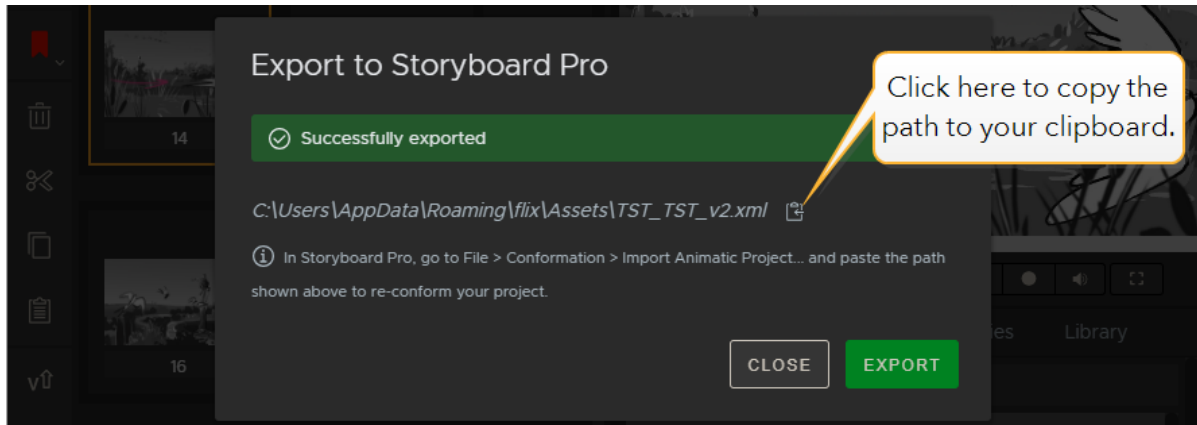 Export to Storyboard Pro
Click here to copy the
path to your clipboard.
Successfully exported
14
C:\Users\AppData\Roaming\flix\Assets\TST_TST_v2.xml
In Storyboard Pro, go to File > Conformation > Import Animatic Project... and paste the path
shown above to re-conform your project.
Library
16
CLOSE
EXPORT
V